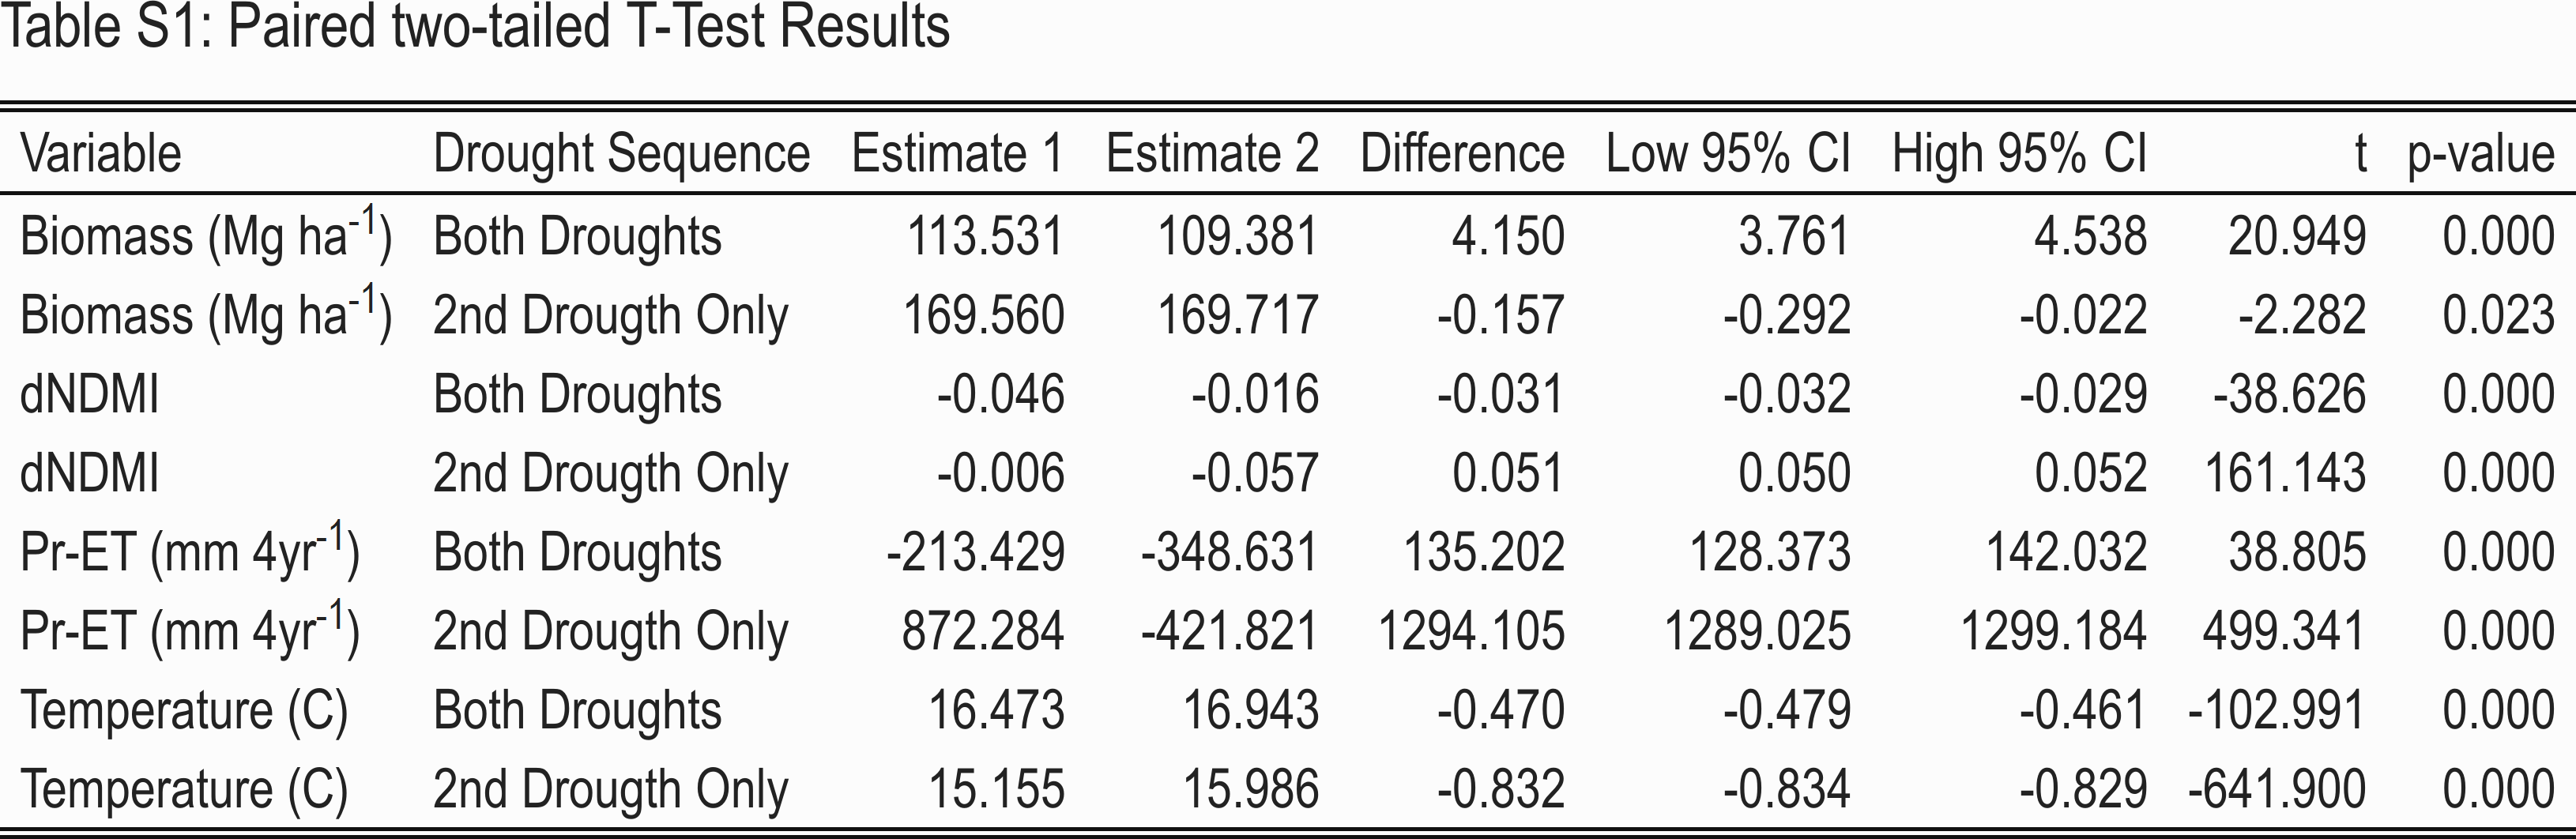 Table S1: Paired two-tailed T-Test Results
Variable Drought Sequence Estimate 1 Estimate 2 Difference Low 95% CI High 95% CI t p-value
Biomass (Mg ha⁻¹) Both Droughts 113.531 109.381 4.150 3.761 4.538 20.949 0.000
Biomass (Mg ha⁻¹) 2nd Drougth Only 169.560 169.717 -0.157 -0.292 -0.022 -2.282 0.023
dNDMI Both Droughts -0.046 -0.016 -0.031 -0.032 -0.029 -38.626 0.000
dNDMI 2nd Drougth Only -0.006 -0.057 0.051 0.050 0.052 161.143 0.000
Pr-ET (mm 4yr⁻¹) Both Droughts -213.429 -348.631 135.202 128.373 142.032 38.805 0.000
Pr-ET (mm 4yr⁻¹) 2nd Drougth Only 872.284 -421.821 1294.105 1289.025 1299.184 499.341 0.000
Temperature (C) Both Droughts 16.473 16.943 -0.470 -0.479 -0.461 -102.991 0.000
Temperature (C) 2nd Drougth Only 15.155 15.986 -0.832 -0.834 -0.829 -641.900 0.000